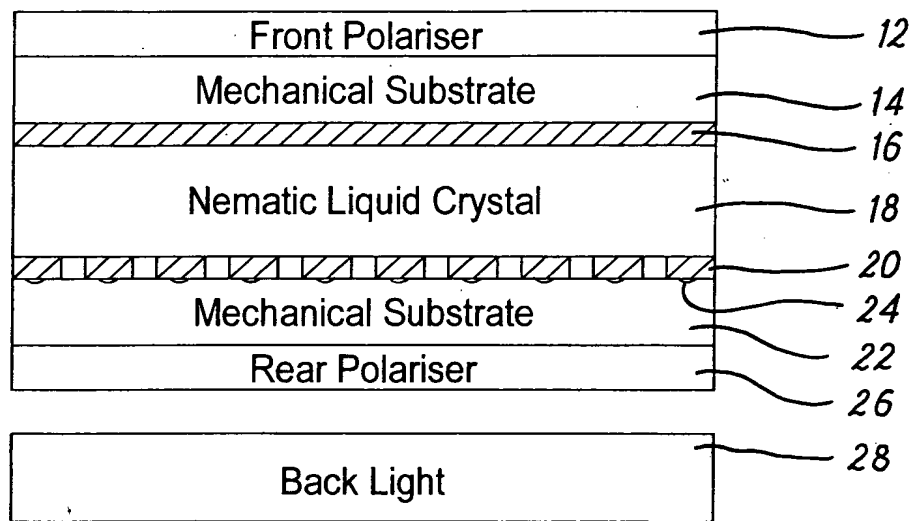 Front Polariser 12
Mechanical Substrate 14
16
Nematic Liquid Crystal 18
20
24
Mechanical Substrate 22
Rear Polariser 26
Back Light 28